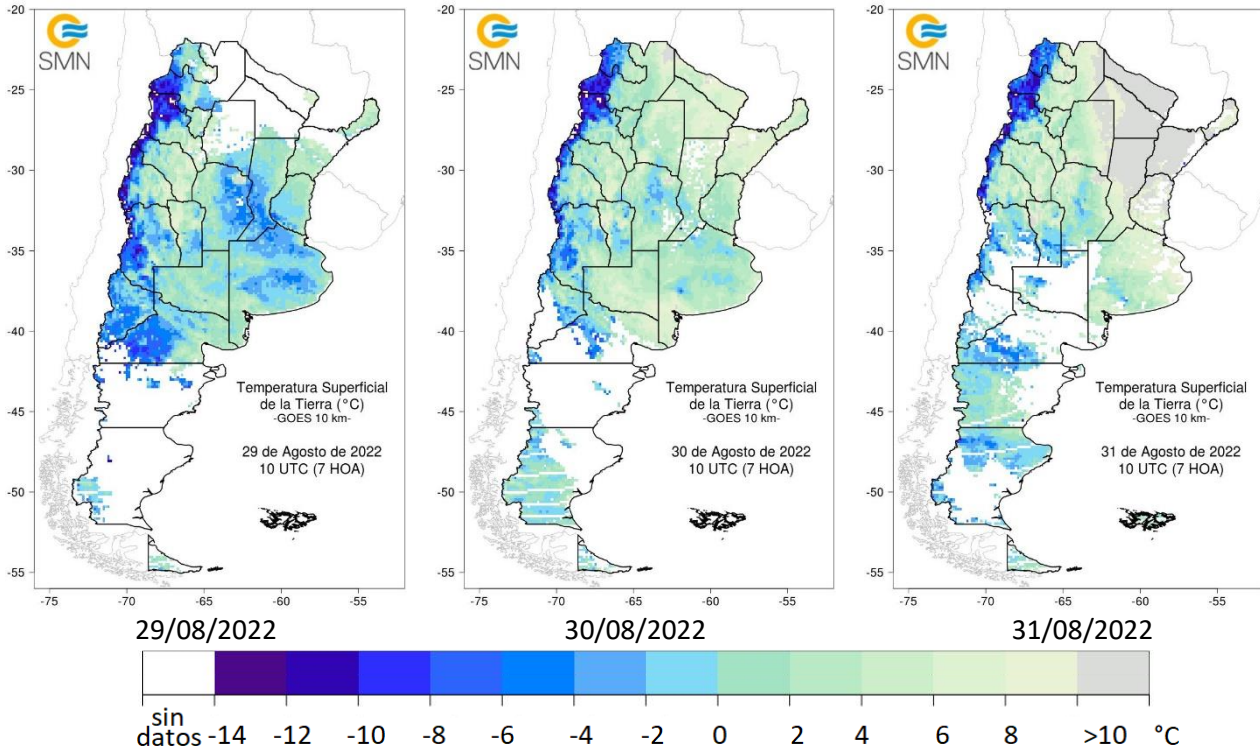 -20
-25
-30
-35
-40
-45
-50
-55
-75 -70 -65 -60 -55
SMN
Temperatura Superficial
de la Tierra (°C)
-GOES 10 km-
29 de Agosto de 2022
10 UTC (7 HOA)
29/08/2022
-20
-25
-30
-35
-40
-45
-50
-55
-75 -70 -65 -60 -55
SMN
Temperatura Superficial
de la Tierra (°C)
-GOES 10 km-
30 de Agosto de 2022
10 UTC (7 HOA)
30/08/2022
-20
-25
-30
-35
-40
-45
-50
-55
-75 -70 -65 -60 -55
SMN
Temperatura Superficial
de la Tierra (°C)
-GOES 10 km-
31 de Agosto de 2022
10 UTC (7 HOA)
31/08/2022
sin
datos -14 -12 -10 -8 -6 -4 -2 0 2 4 6 8 >10 °C